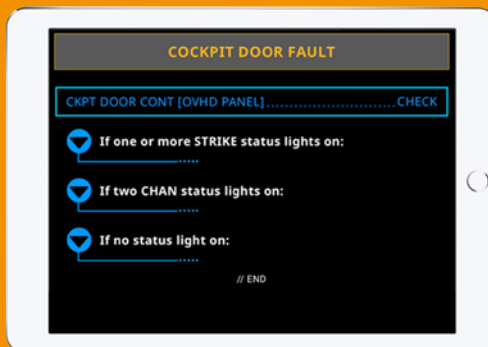 COCKPIT DOOR FAULT
CKPT DOOR CONT [OVHD PANEL]............................CHECK
If one or more STRIKE status lights on:
If two CHAN status lights on:
If no status light on:
// END